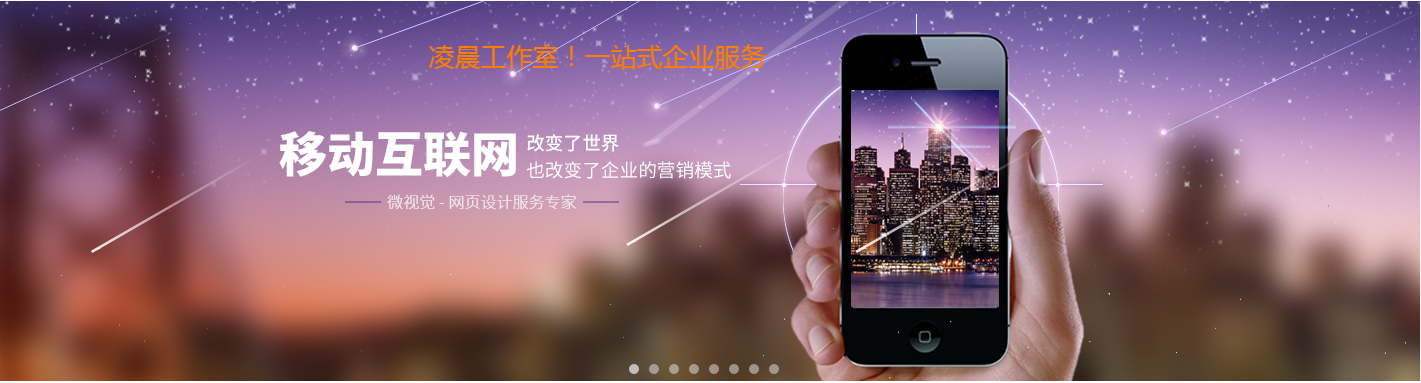 凌晨工作室！一站式企业服务
移动互联网
改变了世界
也改变了企业的营销模式
微视觉 - 网页设计服务专家